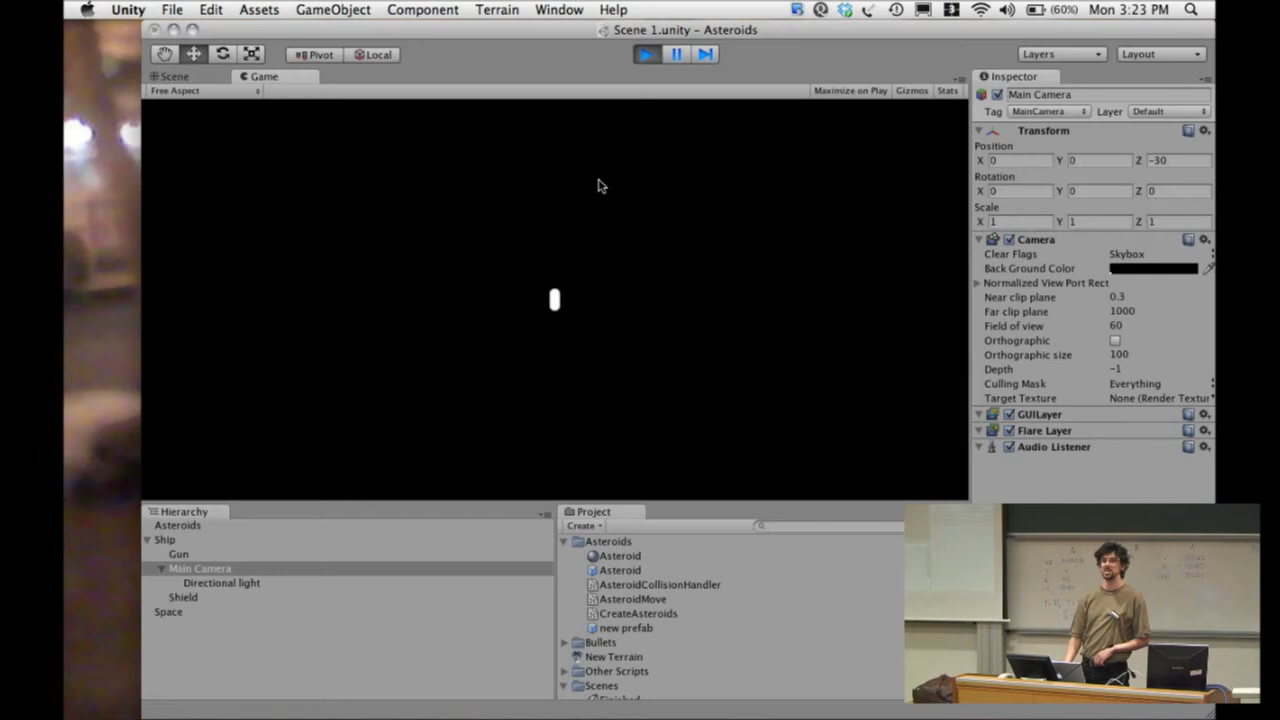 Unity File Edit Assets GameObject Component Terrain Window Help (60%) Mon 3:23 PM
Scene 1.unity - Asteroids
Pivot Local Layers Layout
Scene Game Inspector
Free Aspect Maximize on Play Gizmos Stats
Main Camera
Tag MainCamera Layer Default
Transform
Position
X 0 Y 0 Z -30
Rotation
X 0 Y 0 Z 0
Scale
X 1 Y 1 Z 1
Camera
Clear Flags Skybox
Back Ground Color
Normalized View Port Rect
Near clip plane 0.3
Far clip plane 1000
Field of view 60
Orthographic
Orthographic size 100
Depth -1
Culling Mask Everything
Target Texture None (Render Textur
GUILayer
Flare Layer
Audio Listener
Hierarchy
Asteroids
Ship
Gun
Main Camera
Directional light
Shield
Space
Project
Create
Asteroids
Asteroid
Asteroid
AsteroidCollisionHandler
AsteroidMove
CreateAsteroids
new prefab
Bullets
New Terrain
Other Scripts
Scenes
Finished